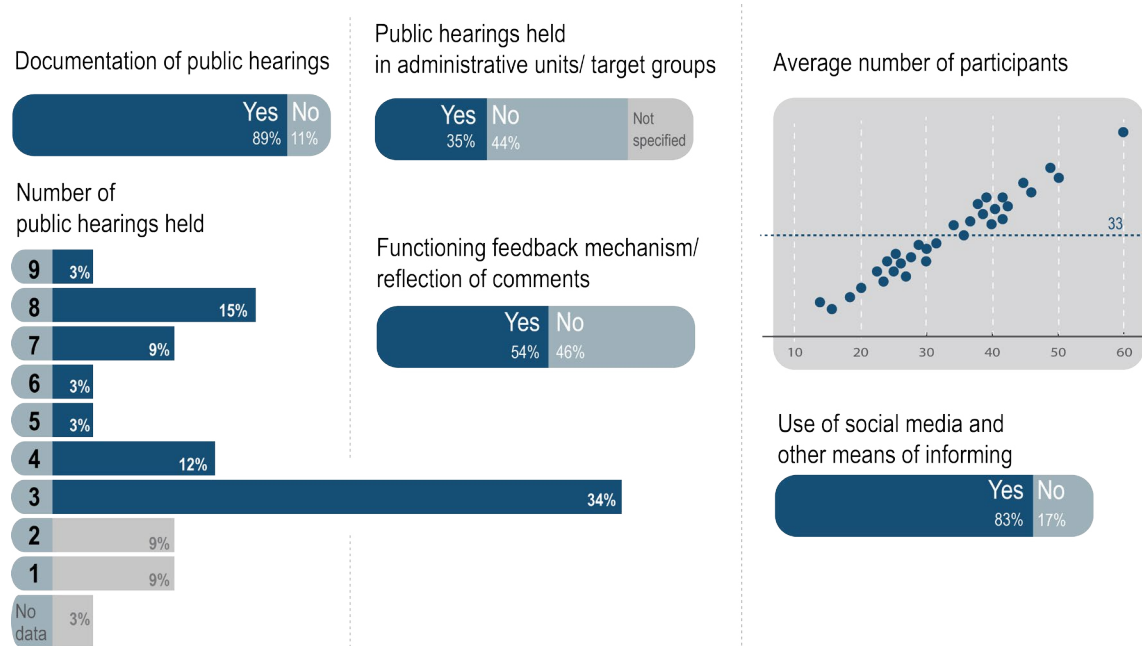 Documentation of public hearings
Yes No
89% 11%
Number of
public hearings held
9 3%
8 15%
7 9%
6 3%
5 3%
4 12%
3 34%
2 9%
1 9%
No
data 3%
Public hearings held
in administrative units/ target groups
Yes No Not
35% 44% specified
Functioning feedback mechanism/
reflection of comments
Yes No
54% 46%
Average number of participants
33
10 20 30 40 50 60
Use of social media and
other means of informing
Yes No
83% 17%